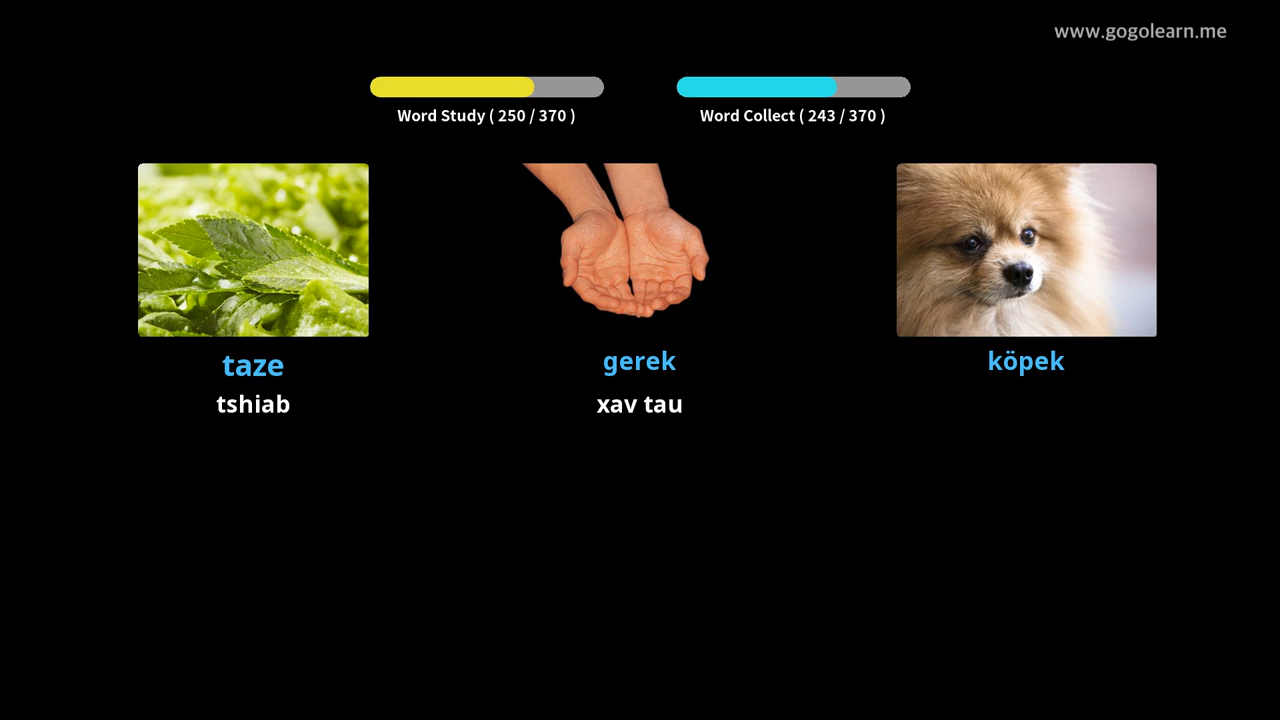 www.gogolearn.me
Word Study ( 250 / 370 )
Word Collect ( 243 / 370 )
taze
gerek
köpek
tshiab
xav tau